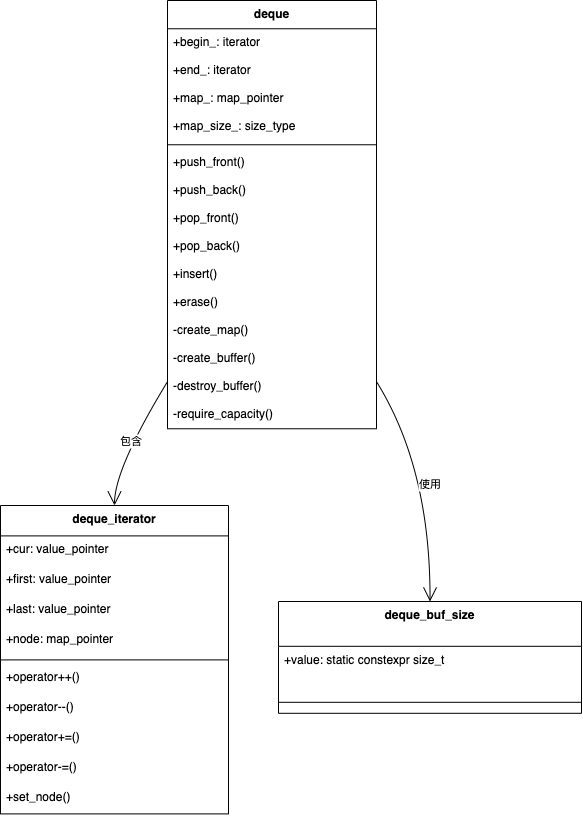 deque
+begin_: iterator
+end_: iterator
+map_: map_pointer
+map_size_: size_type
+push_front()
+push_back()
+pop_front()
+pop_back()
+insert()
+erase()
-create_map()
-create_buffer()
-destroy_buffer()
-require_capacity()
包含
使用
deque_iterator
+cur: value_pointer
+first: value_pointer
+last: value_pointer
+node: map_pointer
+operator++()
+operator--()
+operator+=()
+operator-=()
+set_node()
deque_buf_size
+value: static constexpr size_t